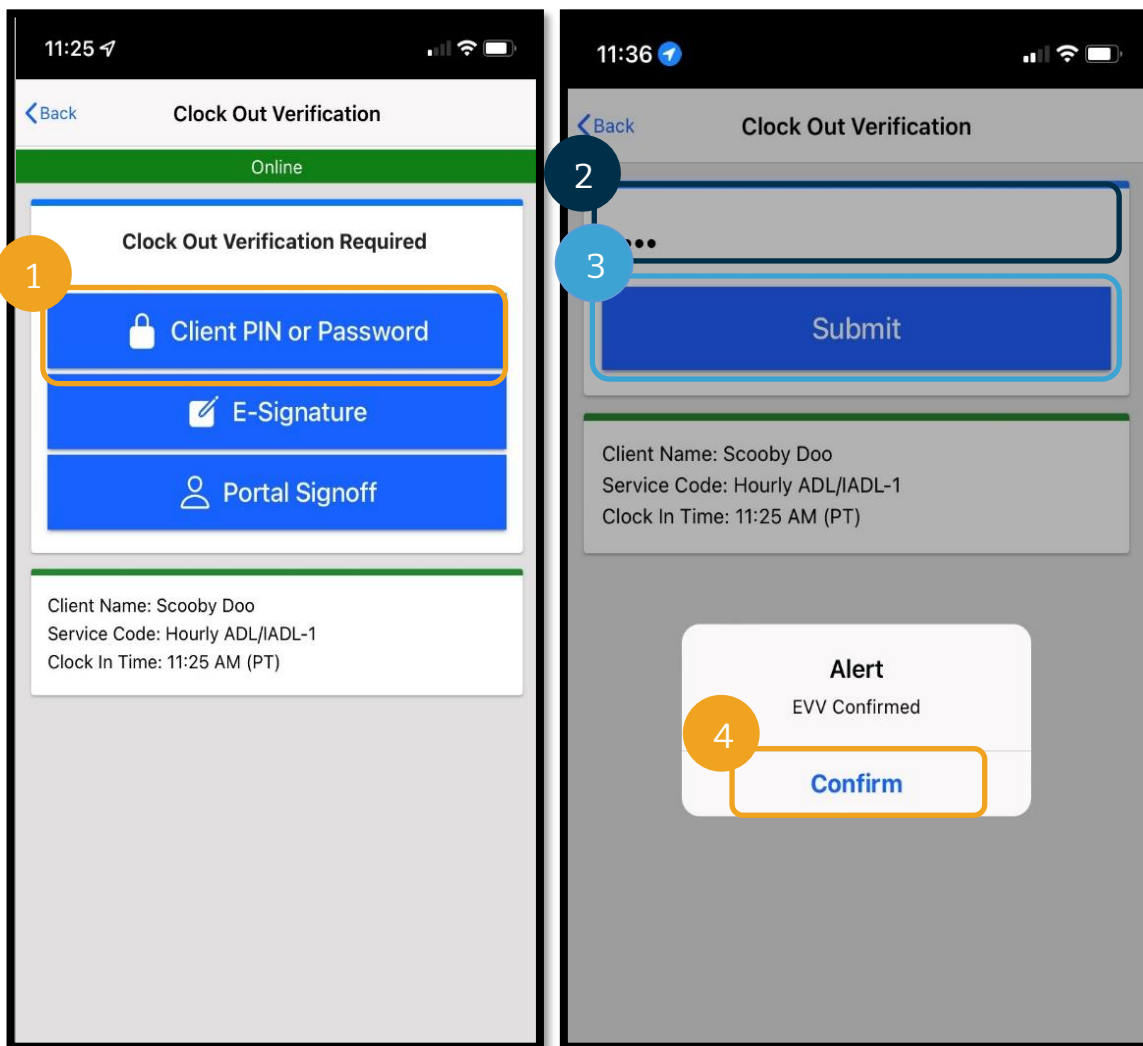 11:25
Back
Clock Out Verification
Online
Clock Out Verification Required
1
Client PIN or Password
E-Signature
Portal Signoff
Client Name: Scooby Doo
Service Code: Hourly ADL/IADL-1
Clock In Time: 11:25 AM (PT)
11:36
Back
Clock Out Verification
2
3
Submit
Client Name: Scooby Doo
Service Code: Hourly ADL/IADL-1
Clock In Time: 11:25 AM (PT)
Alert
EVV Confirmed
4
Confirm